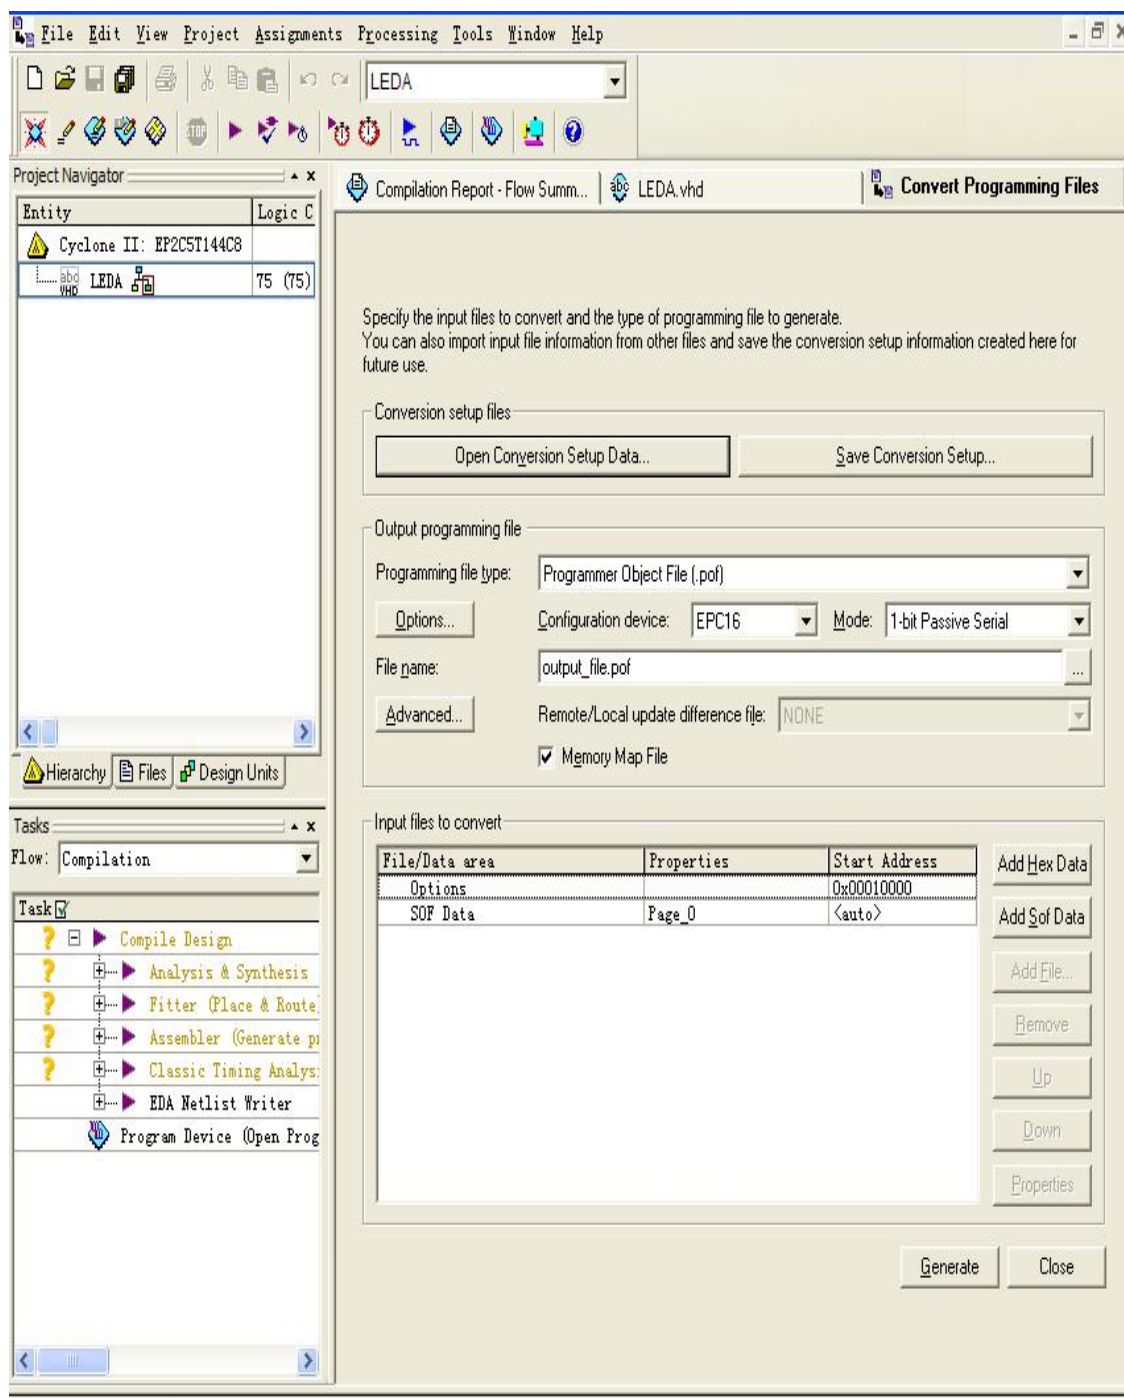 File Edit View Project Assignments Processing Tools Window Help
LEDA
STOP
Project Navigator
Compilation Report - Flow Summ...
abc LEDA.vhd
Convert Programming Files
Entity Logic C
Cyclone II: EP2C5T144C8
abc VHD LEDA 75 (75)
Specify the input files to convert and the type of programming file to generate.
You can also import input file information from other files and save the conversion setup information created here for
future use.
Conversion setup files
Open Conversion Setup Data...
Save Conversion Setup...
Output programming file
Programming file type: Programmer Object File (.pof)
Options... Configuration device: EPC16 Mode: 1-bit Passive Serial
File name: output_file.pof ...
Advanced... Remote/Local update difference file: NONE
Memory Map File
Hierarchy Files Design Units
Tasks
Flow: Compilation
Task
Compile Design
Analysis & Synthesis
Fitter (Place & Route
Assembler (Generate pr
Classic Timing Analys
EDA Netlist Writer
Program Device (Open Prog
Input files to convert
File/Data area Properties Start Address
Options 0x00010000
SOF Data Page_0 <auto>
Add Hex Data
Add Sof Data
Add File...
Remove
Up
Down
Properties
Generate
Close